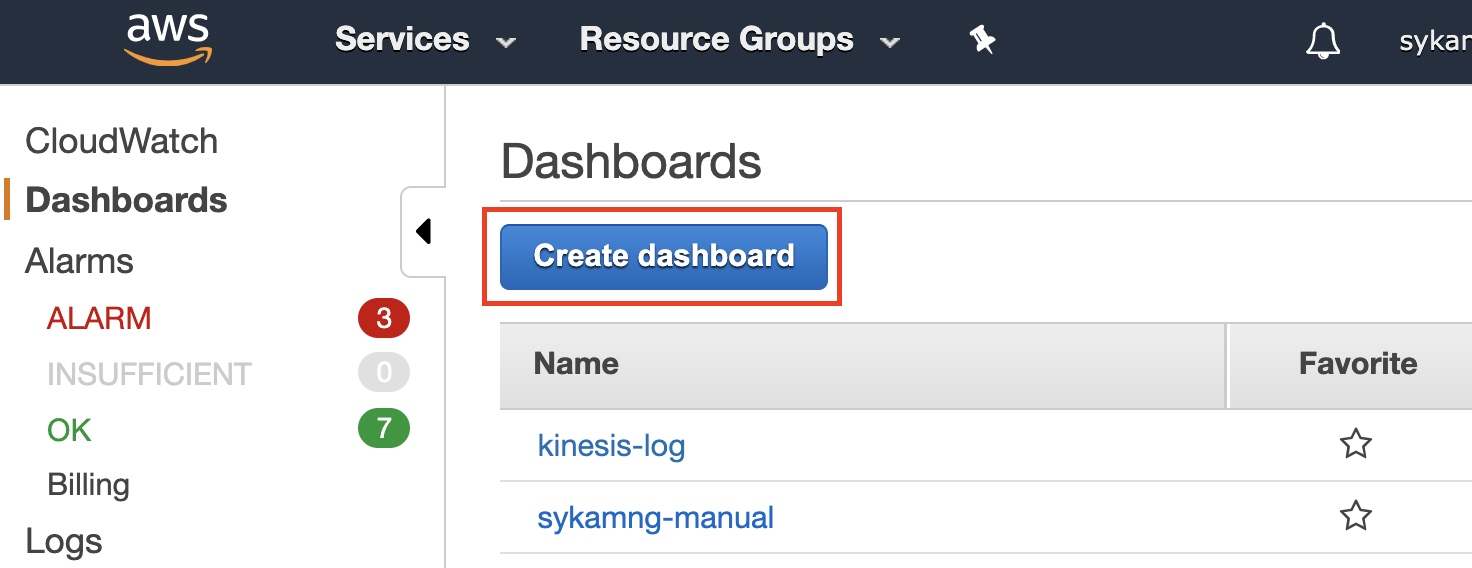 aws Services Resource Groups
CloudWatch
Dashboards
Alarms
ALARM 3
INSUFFICIENT 0
OK 7
Billing
Logs
Dashboards
Create dashboard
Name Favorite
kinesis-log
sykamng-manual